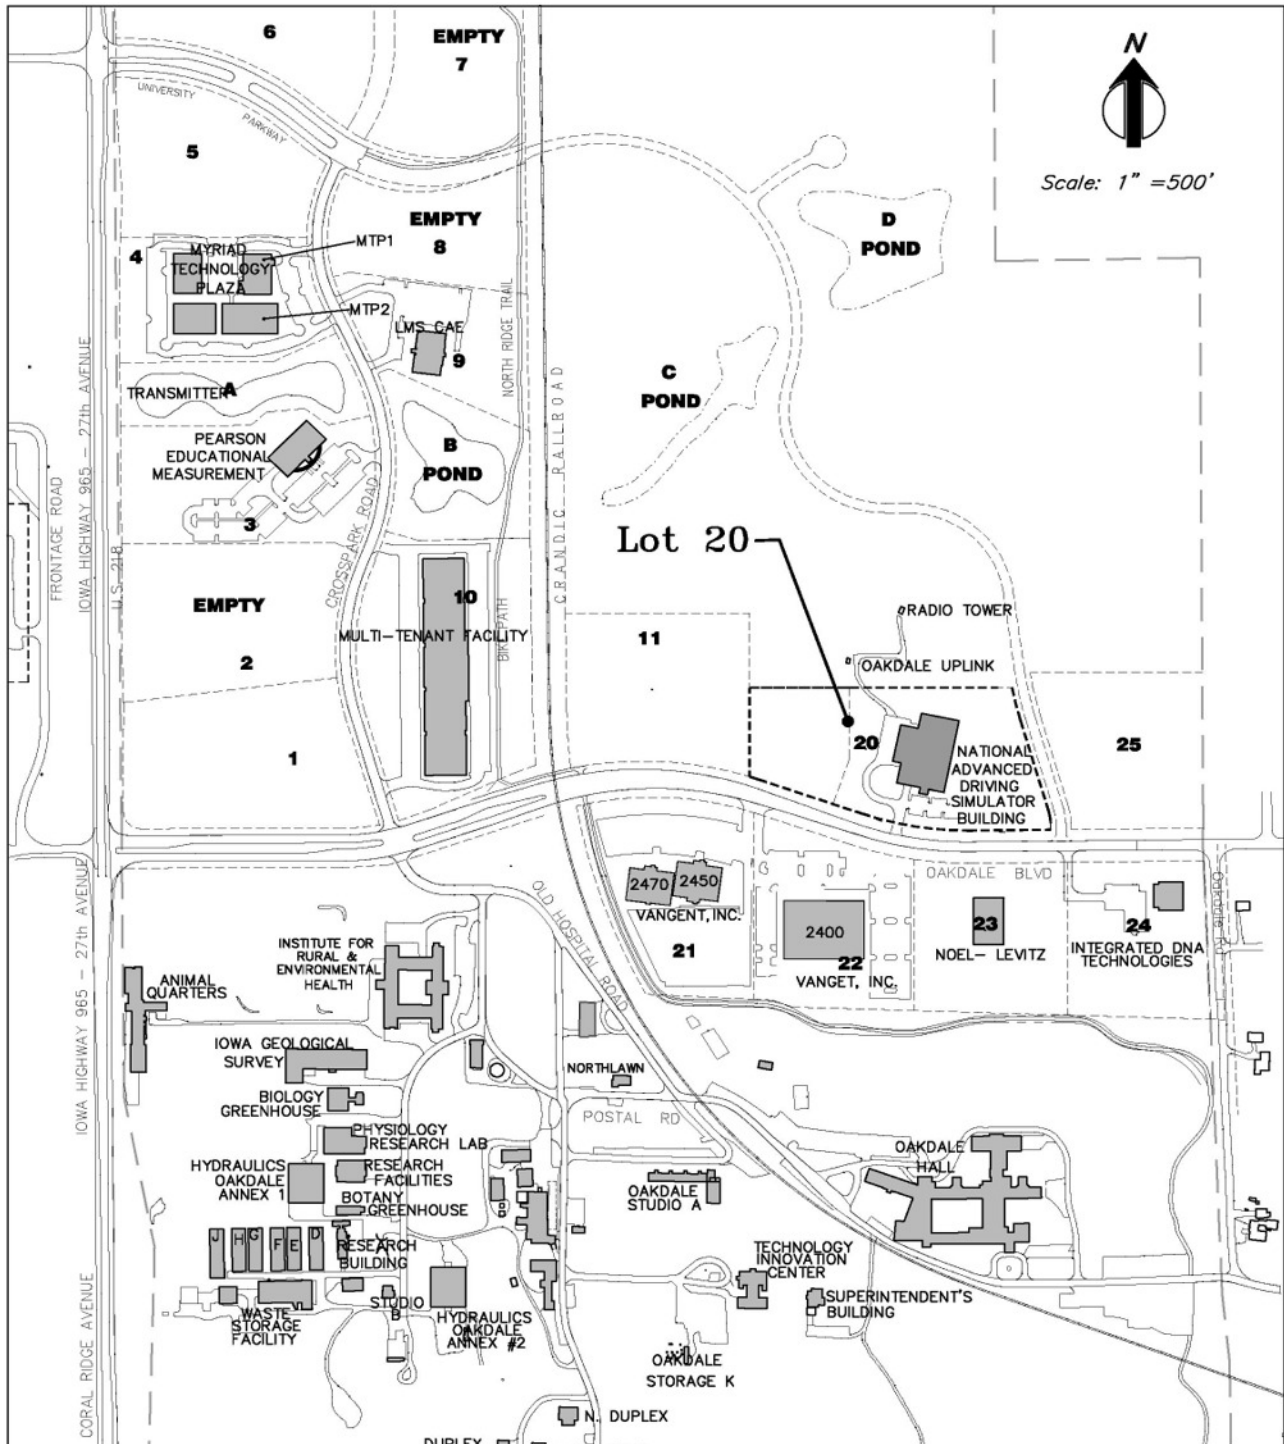 6
EMPTY
7
N
Scale: 1" =500'
UNIVERSITY
PARKWAY
5
D
POND
EMPTY
8
MTP1
4
MYRIAD
TECHNOLOGY
PLAZA
MTP2
LMS CAE
9
NORTH RIDGE TRAIL
CRANDIC RAILROAD
C
POND
TRANSMITTER
A
IOWA HIGHWAY 965 - 27th AVENUE
U.S. 218
FRONTAGE ROAD
PEARSON
EDUCATIONAL
MEASUREMENT
B
POND
3
CROSSPARK ROAD
Lot 20
EMPTY
2
10
MULTI-TENANT FACILITY
BIKEPATH
11
RADIO TOWER
OAKDALE UPLINK
1
20
NATIONAL
ADVANCED
DRIVING
SIMULATOR
BUILDING
25
2470
2450
VANGENT, INC.
21
2400
22
VANGET, INC.
OAKDALE BLVD
23
NOEL- LEVITZ
24
INTEGRATED DNA
TECHNOLOGIES
Oakdale Rd
OLD HOSPITAL ROAD
IOWA HIGHWAY 965 - 27th AVENUE
INSTITUTE FOR
RURAL &
ENVIRONMENTAL
HEALTH
ANIMAL
QUARTERS
IOWA GEOLOGICAL
SURVEY
BIOLOGY
GREENHOUSE
NORTHLAWN
POSTAL RD
PHYSIOLOGY
RESEARCH LAB
HYDRAULICS
OAKDALE
ANNEX 1
RESEARCH
FACILITIES
BOTANY
GREENHOUSE
OAKDALE
STUDIO A
OAKDALE
HALL
J
H
G
F
E
D
RESEARCH
BUILDING
TECHNOLOGY
INNOVATION
CENTER
SUPERINTENDENT'S
BUILDING
WASTE
STORAGE
FACILITY
STUDIO
B
HYDRAULICS
OAKDALE
ANNEX #2
OAKDALE
STORAGE K
CORAL RIDGE AVENUE
N. DUPLEX
DUPLEX